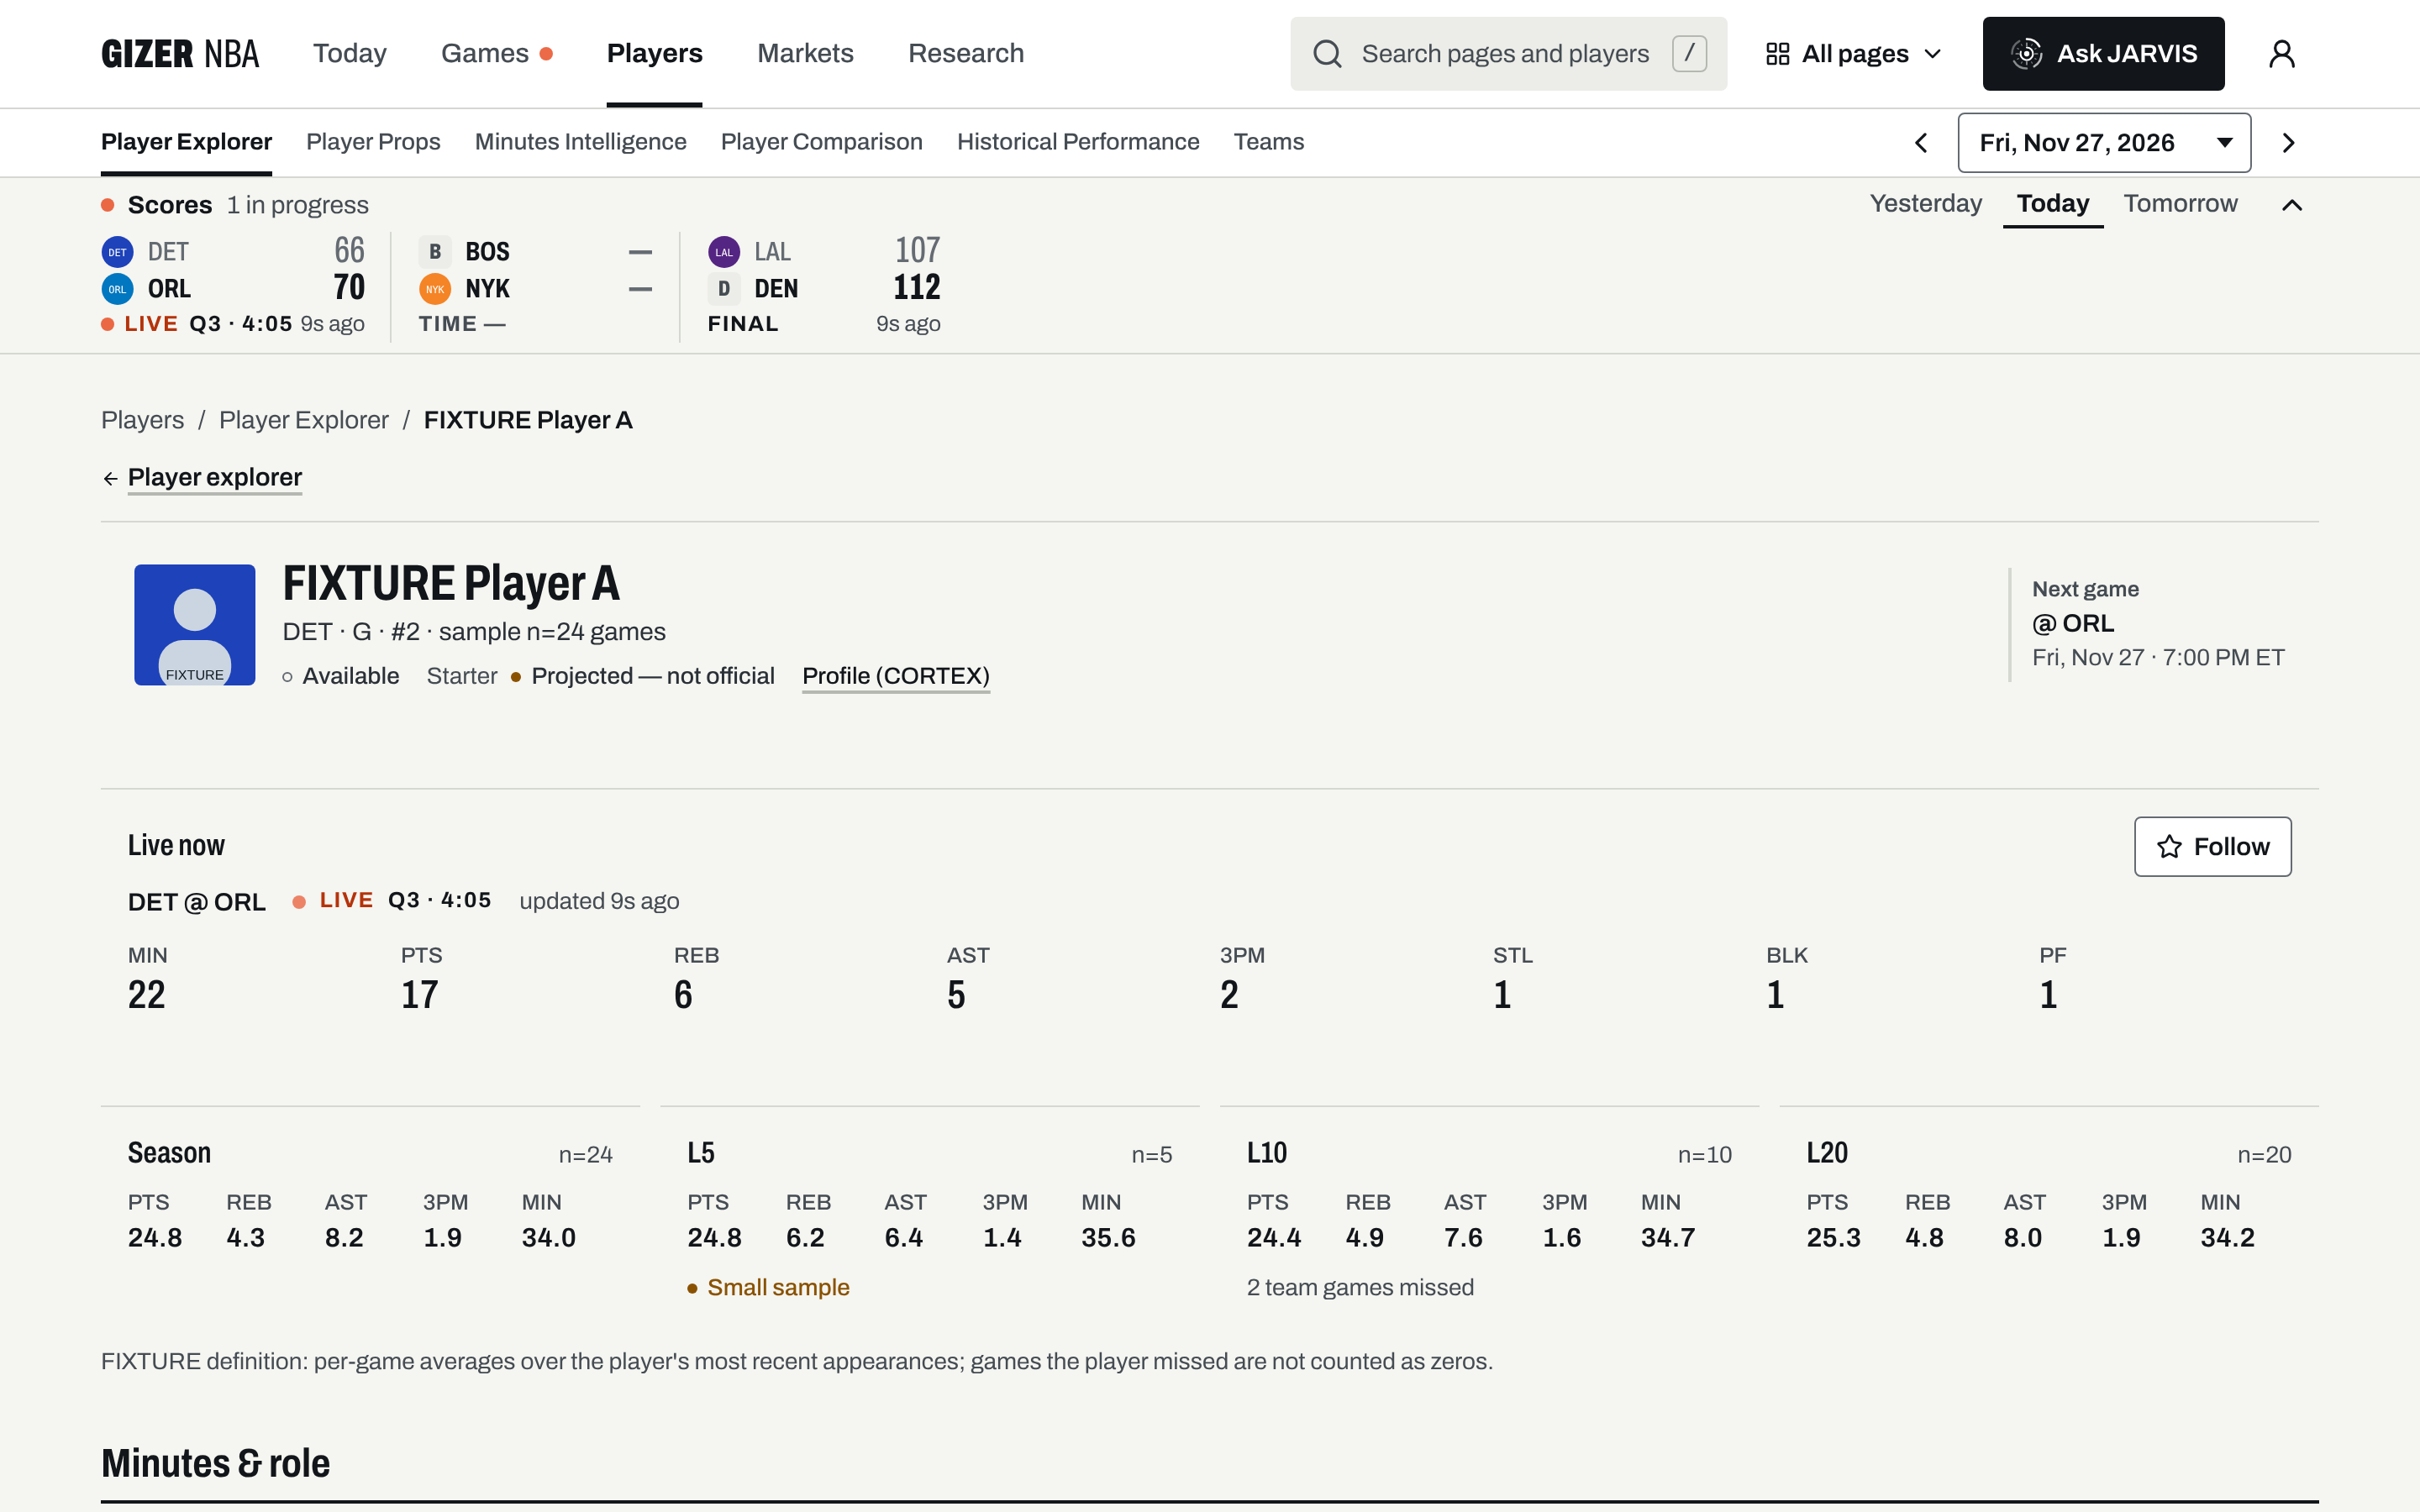 GIZER NBA Today Games Players Markets Research Search pages and players / All pages Ask JARVIS
Player Explorer Player Props Minutes Intelligence Player Comparison Historical Performance Teams Fri, Nov 27, 2026
Scores 1 in progress Yesterday Today Tomorrow
DET DET 66
ORL ORL 70
LIVE Q3 · 4:05 9s ago
B BOS —
NYK NYK —
TIME —
LAL LAL 107
D DEN 112
FINAL 9s ago
Players / Player Explorer / FIXTURE Player A
← Player explorer
FIXTURE
FIXTURE Player A
DET · G · #2 · sample n=24 games
Available Starter Projected — not official Profile (CORTEX)
Next game
@ ORL
Fri, Nov 27 · 7:00 PM ET
Live now
Follow
DET @ ORL LIVE Q3 · 4:05 updated 9s ago
MIN PTS REB AST 3PM STL BLK PF
22 17 6 5 2 1 1 1
Season n=24
PTS REB AST 3PM MIN
24.8 4.3 8.2 1.9 34.0
L5 n=5
PTS REB AST 3PM MIN
24.8 6.2 6.4 1.4 35.6
Small sample
L10 n=10
PTS REB AST 3PM MIN
24.4 4.9 7.6 1.6 34.7
2 team games missed
L20 n=20
PTS REB AST 3PM MIN
25.3 4.8 8.0 1.9 34.2
FIXTURE definition: per-game averages over the player's most recent appearances; games the player missed are not counted as zeros.
Minutes & role